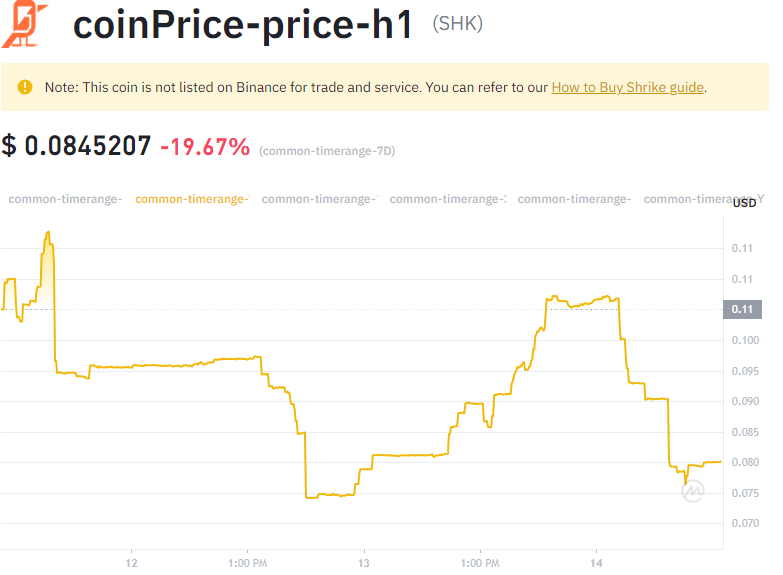 coinPrice-price-h1 (SHK)
Note: This coin is not listed on Binance for trade and service. You can refer to our How to Buy Shrike guide.
$ 0.0845207 -19.67% (common-timerange-7D)
common-timerange- common-timerange- common-timerange- common-timerange- common-timerange- common-timerange-Y
USD
0.11
0.11
0.11
0.100
0.095
0.090
0.085
0.080
0.075
0.070
12 1:00 PM 13 1:00 PM 14